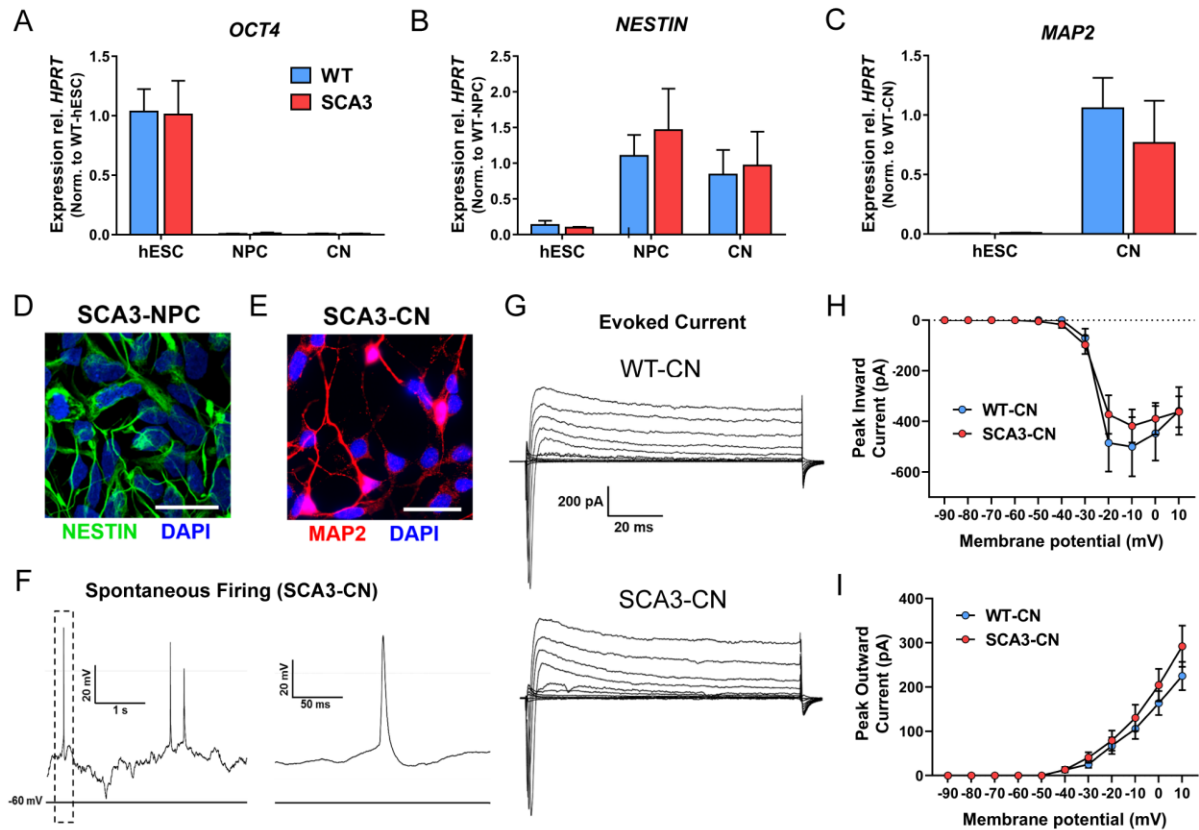 A
OCT4
Expression rel. HPRT
(Norm. to WT-hESC)
1.5
1.0
0.5
0.0
hESC NPC CN
WT
SCA3
B
NESTIN
Expression rel. HPRT
(Norm. to WT-NPC)
2.5
2.0
1.5
1.0
0.5
0.0
hESC NPC CN
C
MAP2
Expression rel. HPRT
(Norm. to WT-CN)
1.5
1.0
0.5
0.0
hESC CN
D
SCA3-NPC
NESTIN DAPI
E
SCA3-CN
MAP2 DAPI
F
Spontaneous Firing (SCA3-CN)
20 mV
1 s
20 mV
50 ms
-60 mV
G
Evoked Current
WT-CN
200 pA
20 ms
SCA3-CN
H
Peak Inward
Current (pA)
0
-200
-400
-600
WT-CN
SCA3-CN
-90 -80 -70 -60 -50 -40 -30 -20 -10 0 10
Membrane potential (mV)
I
Peak Outward
Current (pA)
400
300
200
100
0
WT-CN
SCA3-CN
-90 -80 -70 -60 -50 -40 -30 -20 -10 0 10
Membrane potential (mV)